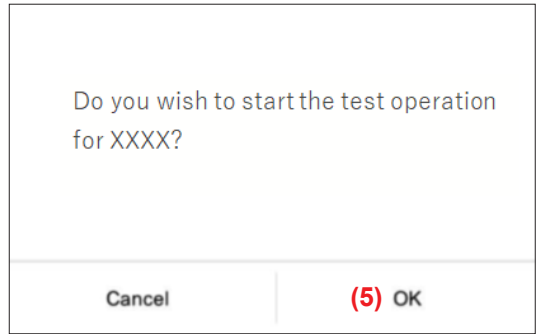 Do you wish to start the test operation
for XXXX?
Cancel
(5) OK